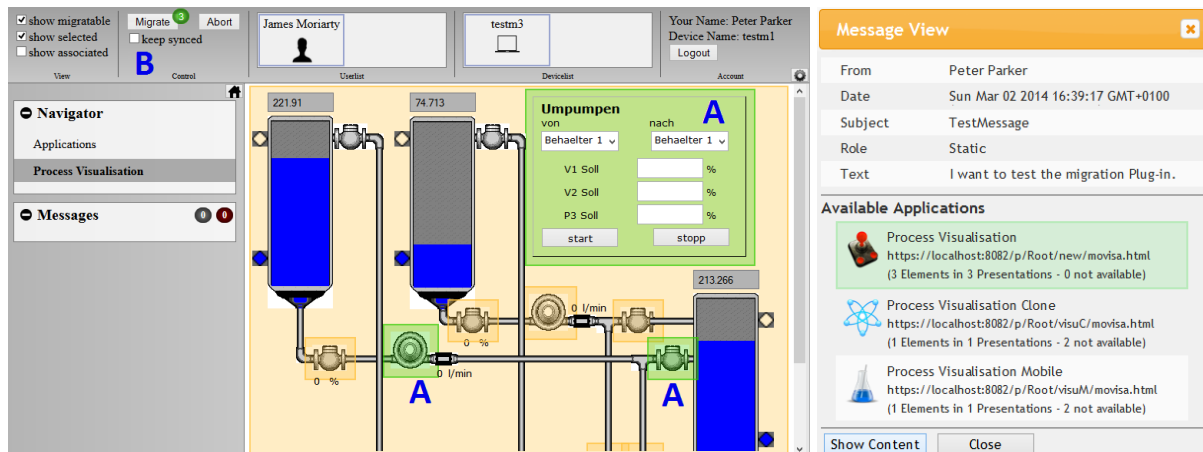 show migratable
show selected
show associated
View
Migrate 3 Abort
keep synced
B
Control
James Moriarty
Userlist
testm3
Devicelist
Your Name: Peter Parker
Device Name: testm1
Logout
Account
Navigator
Applications
Process Visualisation
Messages 0 0
221.91
74.713
Umpumpen
A
von nach
Behaelter 1 Behaelter 1
V1 Soll %
V2 Soll %
P3 Soll %
start stopp
213.266
0 l/min
0 %
0 l/min
0 %
A
A
Message View
From Peter Parker
Date Sun Mar 02 2014 16:39:17 GMT+0100
Subject TestMessage
Role Static
Text I want to test the migration Plug-in.
Available Applications
Process Visualisation
https://localhost:8082/p/Root/new/movisa.html
(3 Elements in 3 Presentations - 0 not available)
Process Visualisation Clone
https://localhost:8082/p/Root/visuC/movisa.html
(1 Elements in 1 Presentations - 2 not available)
Process Visualisation Mobile
https://localhost:8082/p/Root/visuM/movisa.html
(1 Elements in 1 Presentations - 2 not available)
Show Content Close